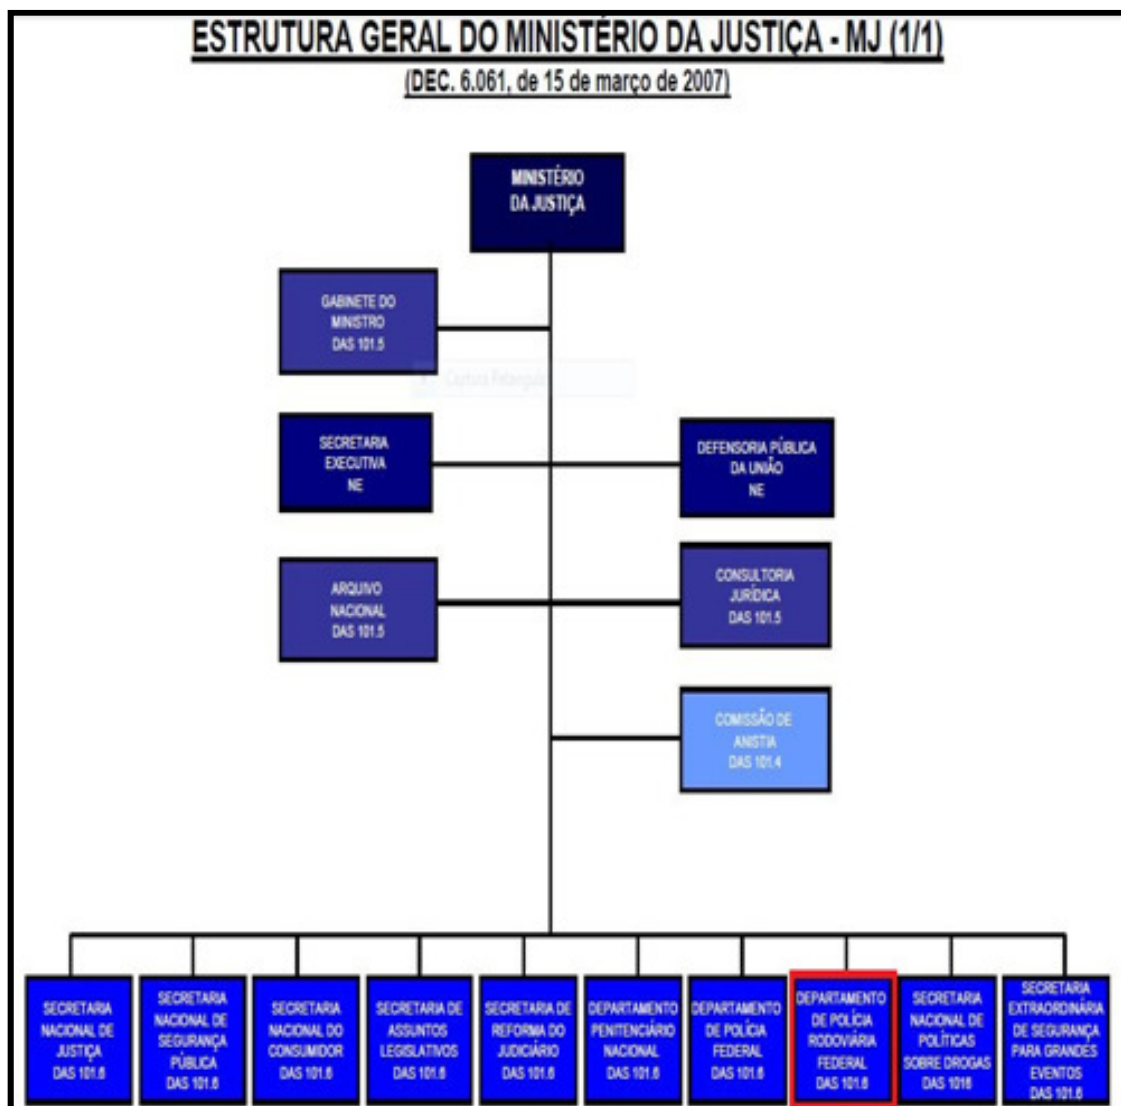 ESTRUTURA GERAL DO MINISTÉRIO DA JUSTIÇA - MJ (1/1)
(DEC. 6.061, de 15 de março de 2007)
MINISTÉRIO
DA JUSTIÇA
GABINETE DO
MINISTRO
DAS 101.5
Captura Retangular
SECRETARIA
EXECUTIVA
NE
DEFENSORIA PÚBLICA
DA UNIÃO
NE
ARQUIVO
NACIONAL
DAS 101.5
CONSULTORIA
JURÍDICA
DAS 101.5
COMISSÃO DE
ANISTIA
DAS 101.4
SECRETARIA
NACIONAL DE
JUSTIÇA
DAS 101.6
SECRETARIA
NACIONAL DE
SEGURANÇA
PÚBLICA
DAS 101.6
SECRETARIA
NACIONAL DO
CONSUMIDOR
DAS 101.6
SECRETARIA DE
ASSUNTOS
LEGISLATIVOS
DAS 101.6
SECRETARIA DE
REFORMA DO
JUDICIÁRIO
DAS 101.6
DEPARTAMENTO
PENITENCIÁRIO
NACIONAL
DAS 101.6
DEPARTAMENTO
DE POLÍCIA
FEDERAL
DAS 101.6
DEPARTAMENTO
DE POLÍCIA
RODOVIÁRIA
FEDERAL
DAS 101.6
SECRETARIA
NACIONAL DE
POLÍTICAS
SOBRE DROGAS
DAS 1016
SECRETARIA
EXTRAORDINÁRIA
DE SEGURANÇA
PARA GRANDES
EVENTOS
DAS 101.6